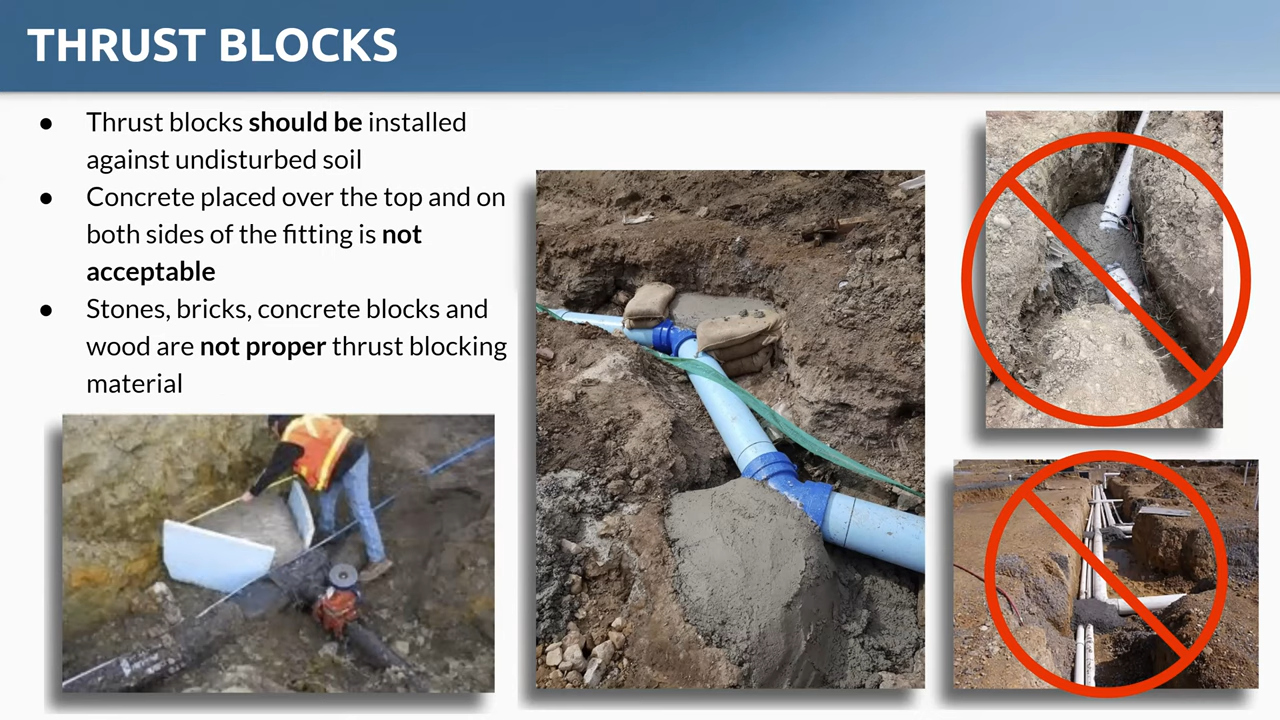 THRUST BLOCKS
● Thrust blocks should be installed
against undisturbed soil
● Concrete placed over the top and on
both sides of the fitting is not
acceptable
● Stones, bricks, concrete blocks and
wood are not proper thrust blocking
material